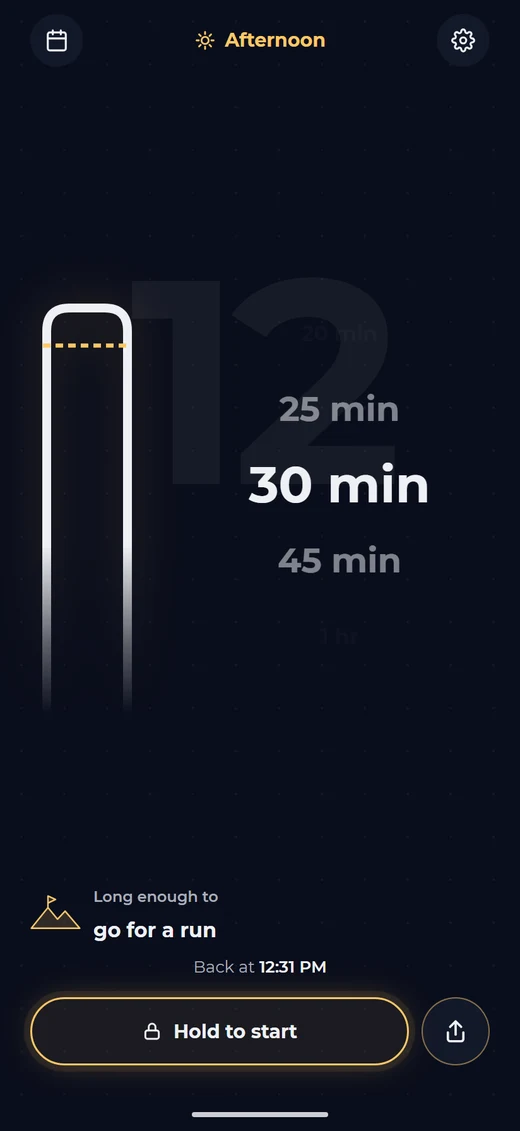 Afternoon
12
20 min
25 min
30 min
45 min
1 hr
Long enough to
go for a run
Back at 12:31 PM
Hold to start